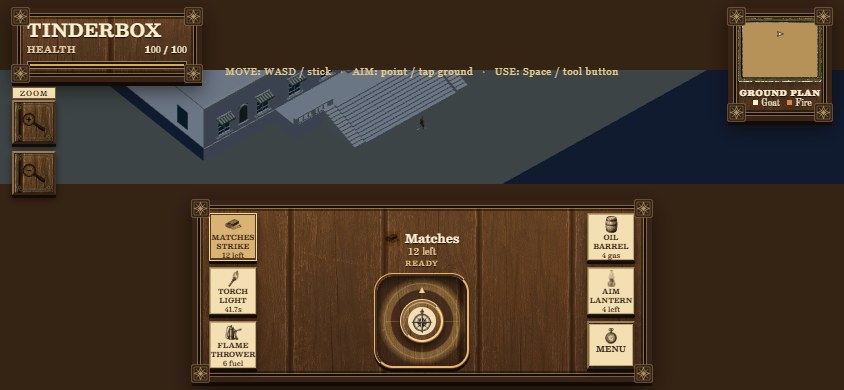 TINDERBOX
HEALTH 100 / 100
ZOOM
MOVE: WASD / stick · AIM: point / tap ground · USE: Space / tool button
GROUND PLAN
Goat Fire
MATCHES
STRIKE
12 left
TORCH
LIGHT
41.7s
FLAME
THROWER
6 fuel
Matches
12 left
READY
OIL
BARREL
4 gas
AIM
LANTERN
4 left
MENU